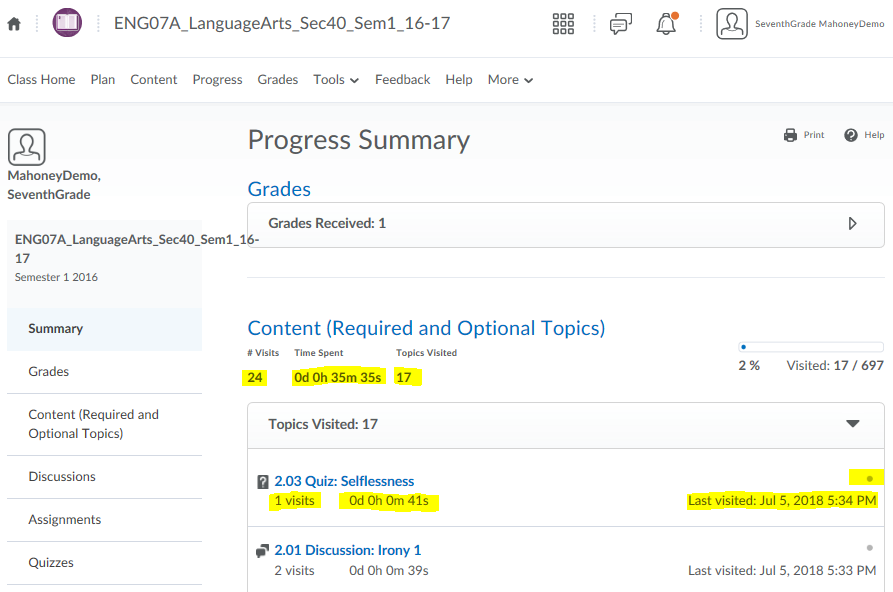 ENG07A_LanguageArts_Sec40_Sem1_16-17
SeventhGrade MahoneyDemo
Class Home Plan Content Progress Grades Tools Feedback Help More
MahoneyDemo,
SeventhGrade
ENG07A_LanguageArts_Sec40_Sem1_16-
17
Semester 1 2016
Summary
Grades
Content (Required and
Optional Topics)
Discussions
Assignments
Quizzes
Progress Summary
Print Help
Grades
Grades Received: 1
Content (Required and Optional Topics)
# Visits Time Spent Topics Visited
24 0d 0h 35m 35s 17
2 % Visited: 17 / 697
Topics Visited: 17
2.03 Quiz: Selflessness
1 visits 0d 0h 0m 41s Last visited: Jul 5, 2018 5:34 PM
2.01 Discussion: Irony 1
2 visits 0d 0h 0m 39s Last visited: Jul 5, 2018 5:33 PM